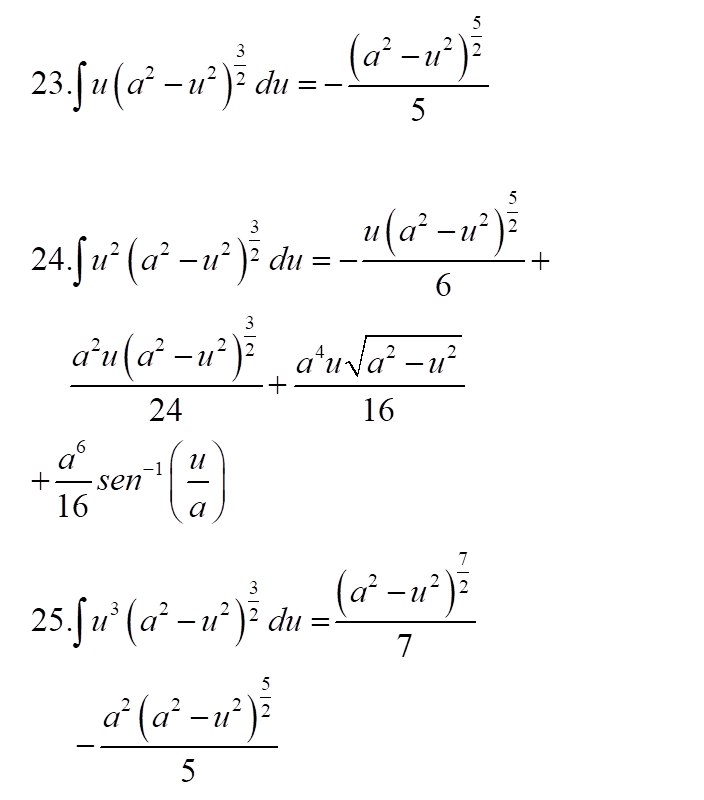 23. ∫ u (a² − u²)^(3/2) du = − (a² − u²)^(5/2) / 5
24. ∫ u² (a² − u²)^(3/2) du = − u (a² − u²)^(5/2) / 6 +
a² u (a² − u²)^(3/2) / 24 + a⁴ u √(a² − u²) / 16
+ a⁶ / 16 sen⁻¹ (u / a)
25. ∫ u³ (a² − u²)^(3/2) du = (a² − u²)^(7/2) / 7
− a² (a² − u²)^(5/2) / 5